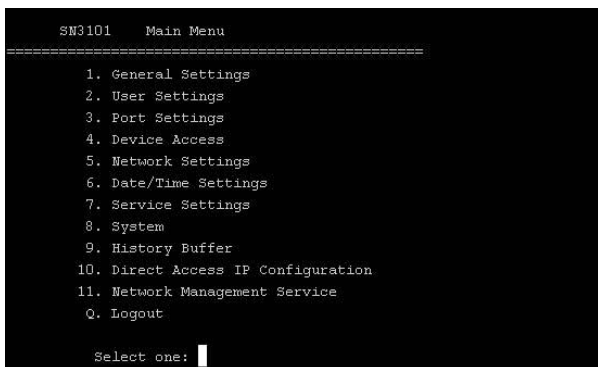 SN3101 Main Menu
================================================
1. General Settings
2. User Settings
3. Port Settings
4. Device Access
5. Network Settings
6. Date/Time Settings
7. Service Settings
8. System
9. History Buffer
10. Direct Access IP Configuration
11. Network Management Service
Q. Logout
Select one: